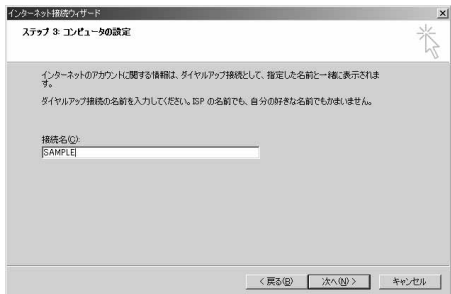 インターネット接続ウィザード
ステップ 3: コンピュータの設定
インターネットのアカウントに関する情報は、ダイヤルアップ接続として、指定した名前と一緒に表示されま
す。
ダイヤルアップ接続の名前を入力してください。ISP の名前でも、自分の好きな名前でもかまいません。
接続名(C):
SAMPLE
< 戻る(B)
次へ(N) >
キャンセル